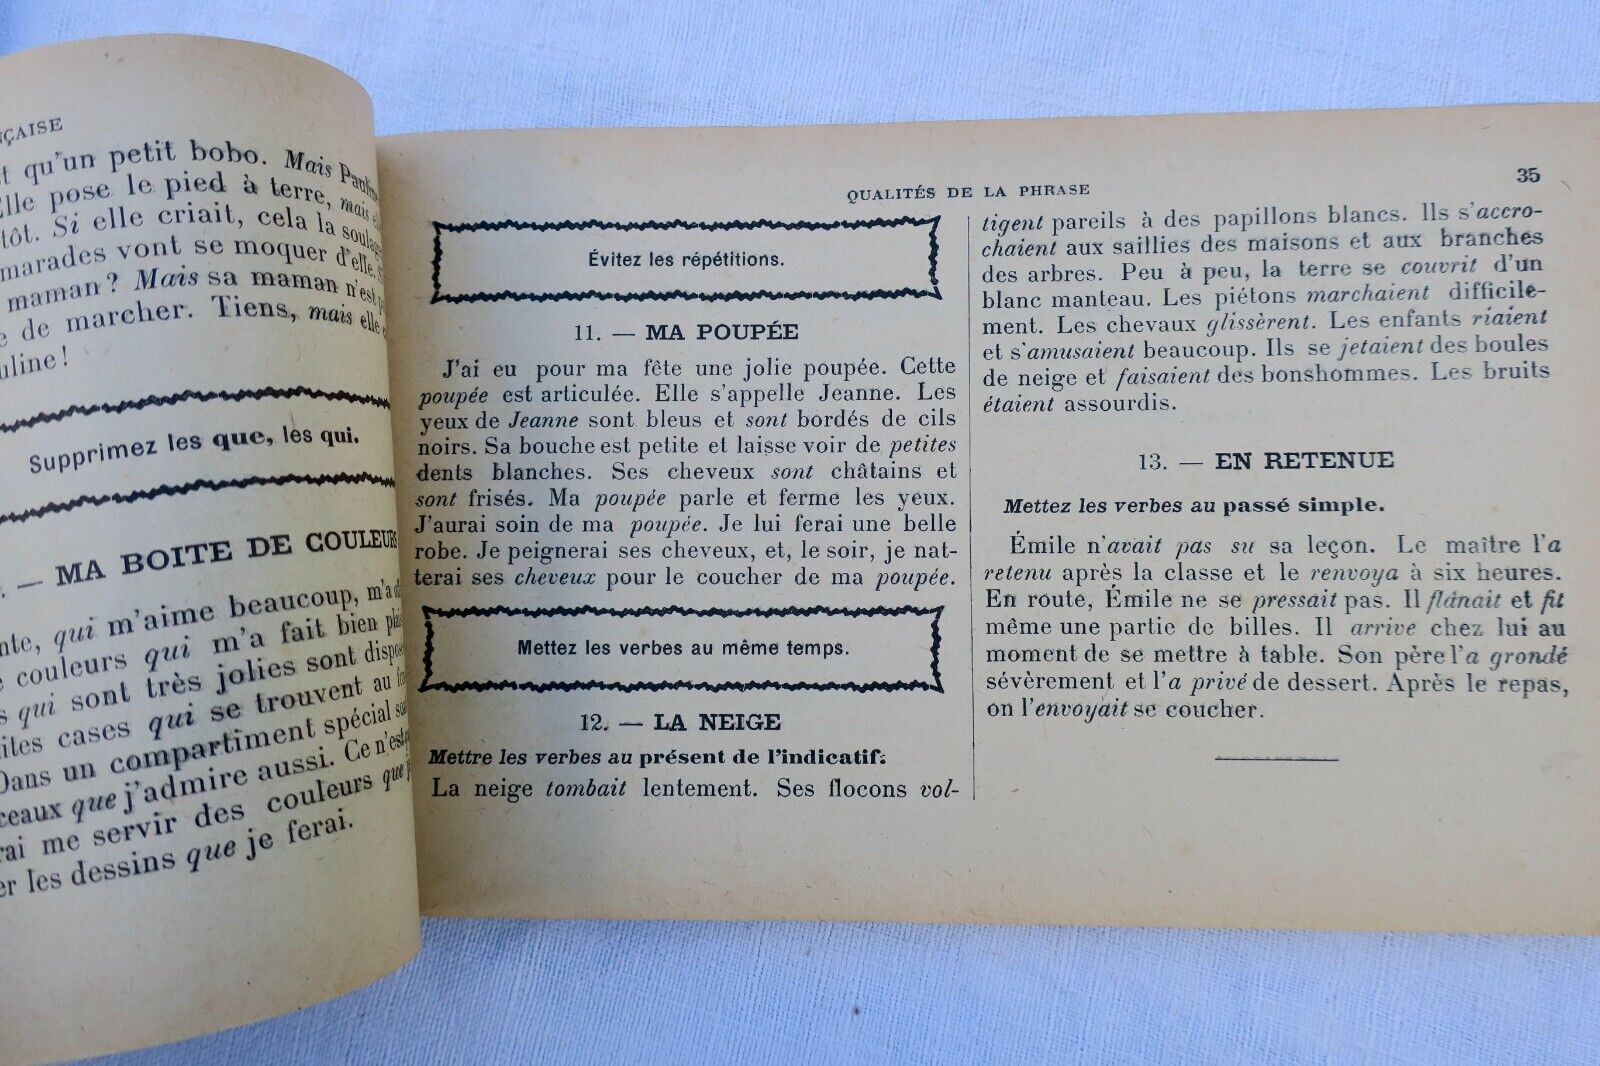 NÇAISE
qu'un petit bobo. Mais Pauline
Elle pose le pied à terre, mais
tôt. Si elle criait, cela la
marades vont se moquer d'elle.
maman? Mais sa maman n'est
de marcher. Tiens, mais elle
uline!
Supprimez les que, les qui.
— MA BOITE DE COULEURS
nte, qui m'aime beaucoup, m'a
couleurs qui m'a fait bien
qui sont très jolies sont
ites cases qui se trouvent au
Dans un compartiment spécial
ceaux que j'admire aussi. Ce n'est
rai me servir des couleurs que
er les dessins que je ferai.
QUALITÉS DE LA PHRASE
35
Évitez les répétitions.
11. — MA POUPÉE
J'ai eu pour ma fête une jolie poupée. Cette
poupée est articulée. Elle s'appelle Jeanne. Les
yeux de Jeanne sont bleus et sont bordés de cils
noirs. Sa bouche est petite et laisse voir de petites
dents blanches. Ses cheveux sont châtains et
sont frisés. Ma poupée parle et ferme les yeux.
J'aurai soin de ma poupée. Je lui ferai une belle
robe. Je peignerai ses cheveux, et, le soir, je nat-
terai ses cheveux pour le coucher de ma poupée.
Mettez les verbes au même temps.
12. — LA NEIGE
Mettre les verbes au présent de l'indicatif.
La neige tombait lentement. Ses flocons vol-
tigent pareils à des papillons blancs. Ils s'accro-
chaient aux saillies des maisons et aux branches
des arbres. Peu à peu, la terre se couvrit d'un
blanc manteau. Les piétons marchaient difficile-
ment. Les chevaux glissèrent. Les enfants riaient
et s'amusaient beaucoup. Ils se jetaient des boules
de neige et faisaient des bonshommes. Les bruits
étaient assourdis.
13. — EN RETENUE
Mettez les verbes au passé simple.
Émile n'avait pas su sa leçon. Le maître l'a
retenu après la classe et le renvoya à six heures.
En route, Émile ne se pressait pas. Il flânait et fit
même une partie de billes. Il arrive chez lui au
moment de se mettre à table. Son père l'a grondé
sévèrement et l'a privé de dessert. Après le repas,
on l'envoyait se coucher.